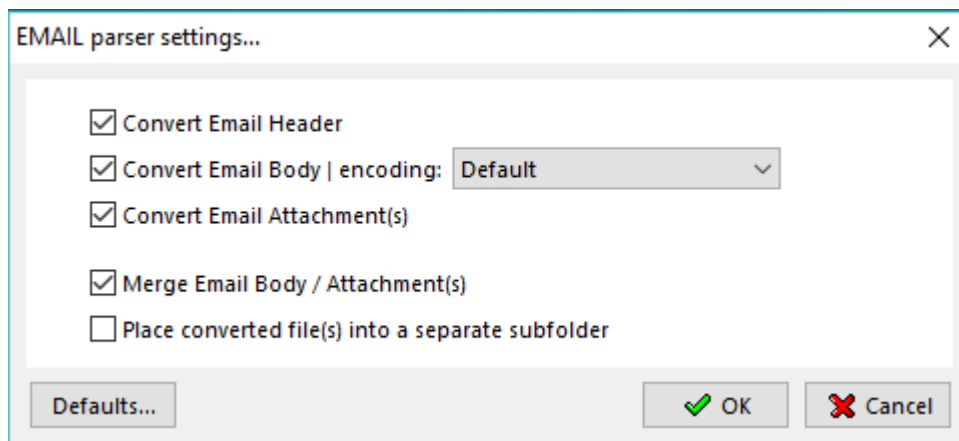 EMAIL parser settings...
Convert Email Header
Convert Email Body | encoding: Default
Convert Email Attachment(s)
Merge Email Body / Attachment(s)
Place converted file(s) into a separate subfolder
Defaults... OK Cancel